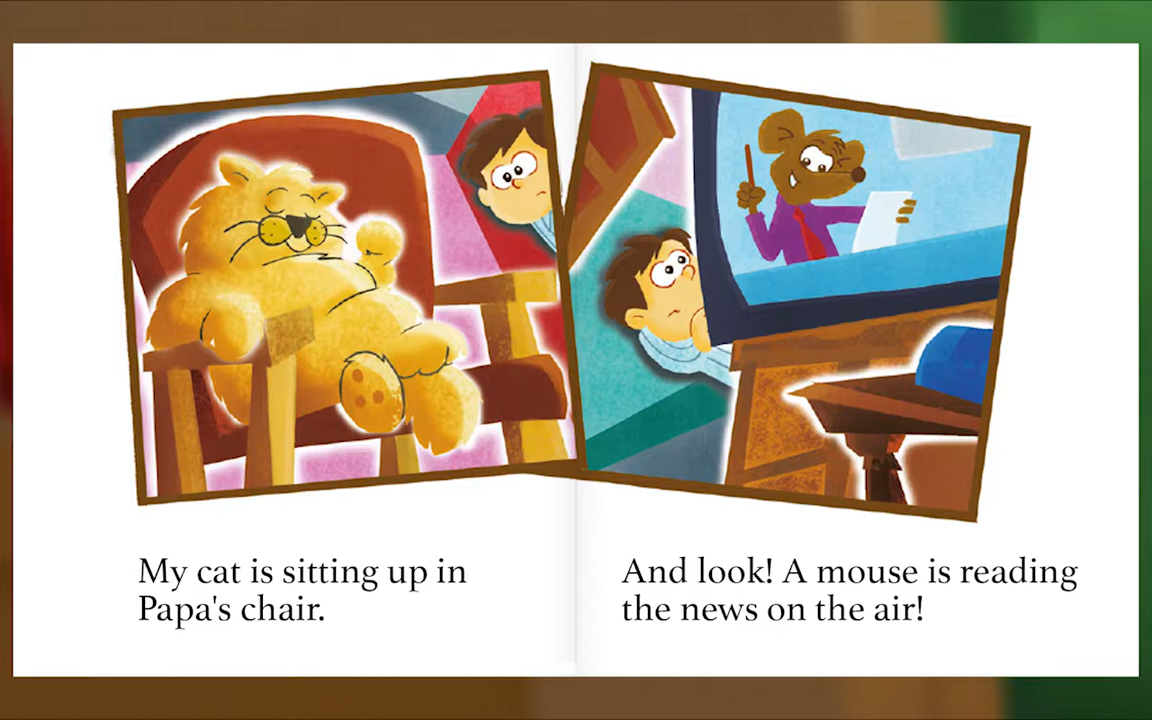 My cat is sitting up in
Papa's chair.
And look! A mouse is reading
the news on the air!